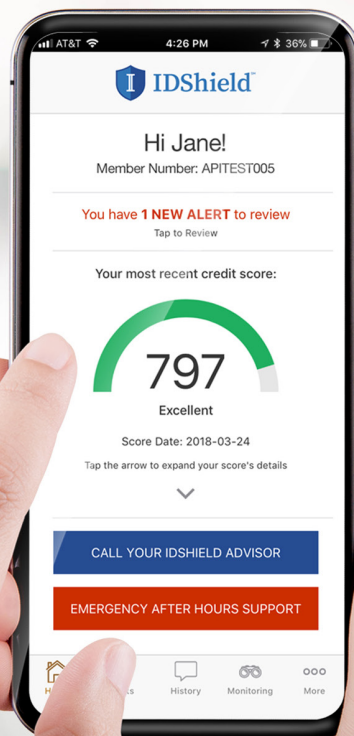 AT&T 4:26 PM 36%
IDShield
Hi Jane!
Member Number: APITEST005
You have 1 NEW ALERT to review
Tap to Review
Your most recent credit score:
797
Excellent
Score Date: 2018-03-24
Tap the arrow to expand your score's details
CALL YOUR IDSHIELD ADVISOR
EMERGENCY AFTER HOURS SUPPORT
History Monitoring More